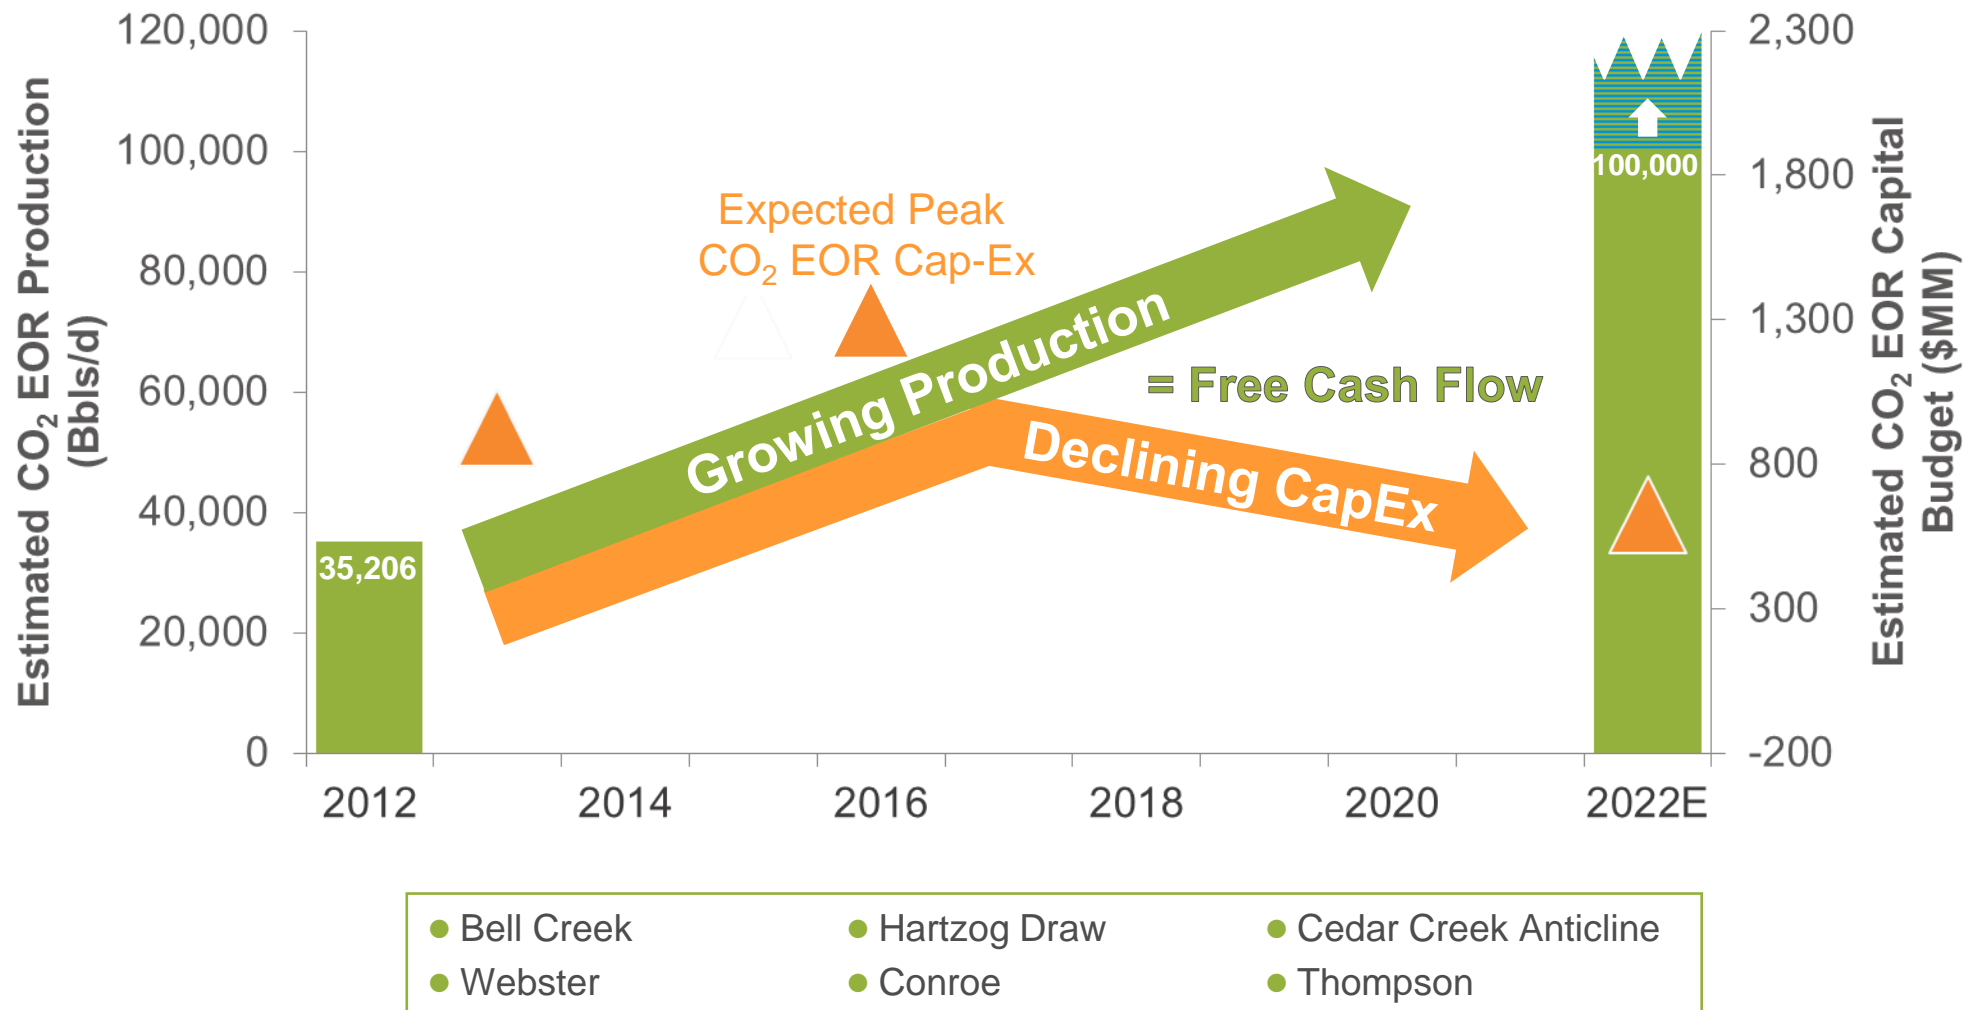 120,000
100,000
80,000
60,000
40,000
20,000
0
Estimated CO₂ EOR Production
(Bbls/d)
2,300
1,800
1,300
800
300
-200
Estimated CO₂ EOR Capital
Budget ($MM)
Expected Peak
CO₂ EOR Cap-Ex
Growing Production
= Free Cash Flow
Declining CapEx
35,206
100,000
2012 2014 2016 2018 2020 2022E
• Bell Creek • Hartzog Draw • Cedar Creek Anticline
• Webster • Conroe • Thompson